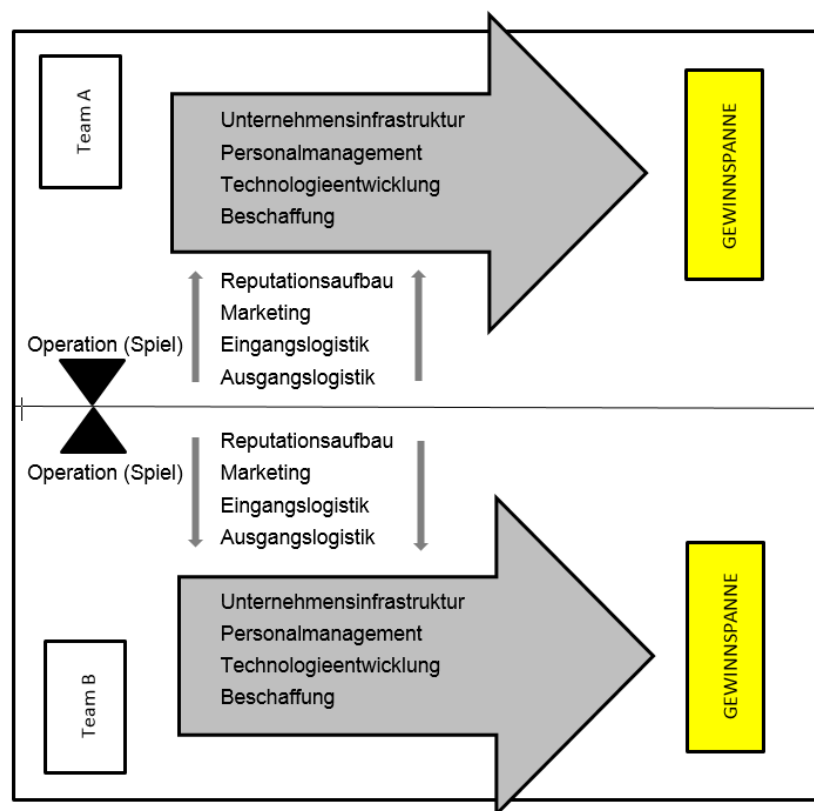 Team A
Unternehmensinfrastruktur
Personalmanagement
Technologieentwicklung
Beschaffung
GEWINNSPANNE
Reputationsaufbau
Marketing
Eingangslogistik
Ausgangslogistik
Operation (Spiel)
Operation (Spiel)
Reputationsaufbau
Marketing
Eingangslogistik
Ausgangslogistik
Team B
Unternehmensinfrastruktur
Personalmanagement
Technologieentwicklung
Beschaffung
GEWINNSPANNE